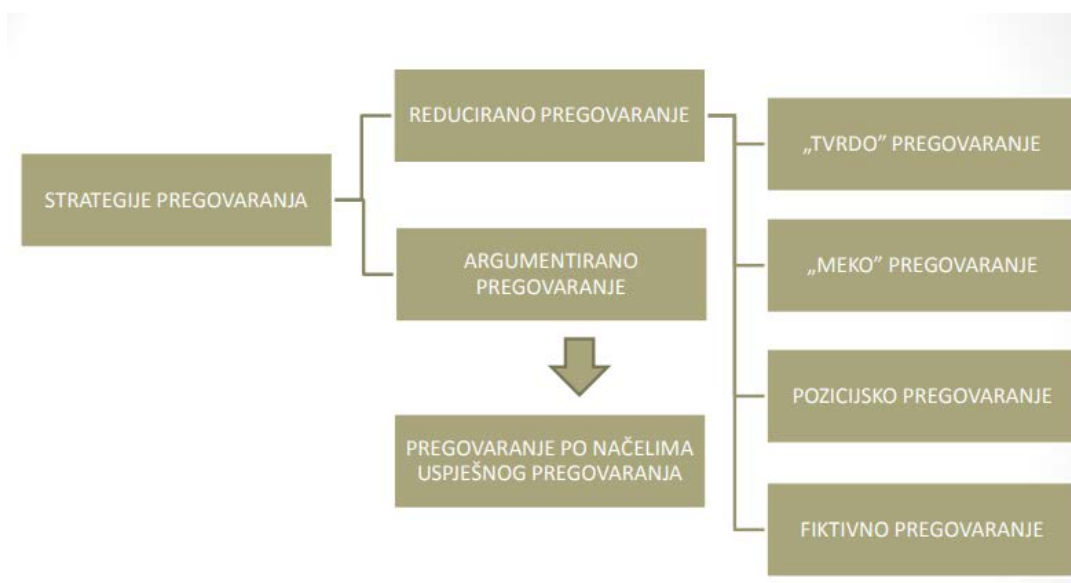 STRATEGIJE PREGOVARANJA
REDUCIRANO PREGOVARANJE
ARGUMENTIRANO
PREGOVARANJE
PREGOVARANJE PO NAČELIMA
USPJEŠNOG PREGOVARANJA
„TVRDO” PREGOVARANJE
„MEKO” PREGOVARANJE
POZICIJSKO PREGOVARANJE
FIKTIVNO PREGOVARANJE